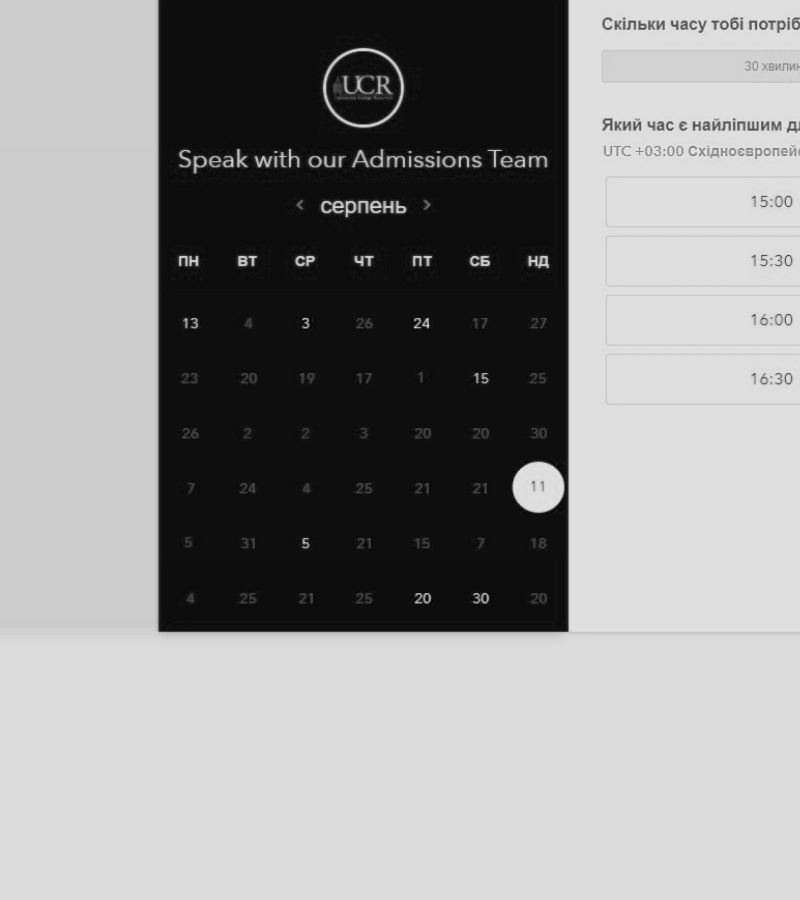 UCR
Speak with our Admissions Team
< серпень >
ПН ВТ СР ЧТ ПТ СБ НД
13 4 3 26 24 17 27
23 20 19 17 1 15 25
26 2 2 3 20 20 30
7 24 4 25 21 21 11
5 31 5 21 15 7 18
4 25 21 25 20 30 20
Скільки часу тобі потріб
30 хвилин
Який час є найліпшим д
UTC +03:00 Східноєвропей
15:00
15:30
16:00
16:30